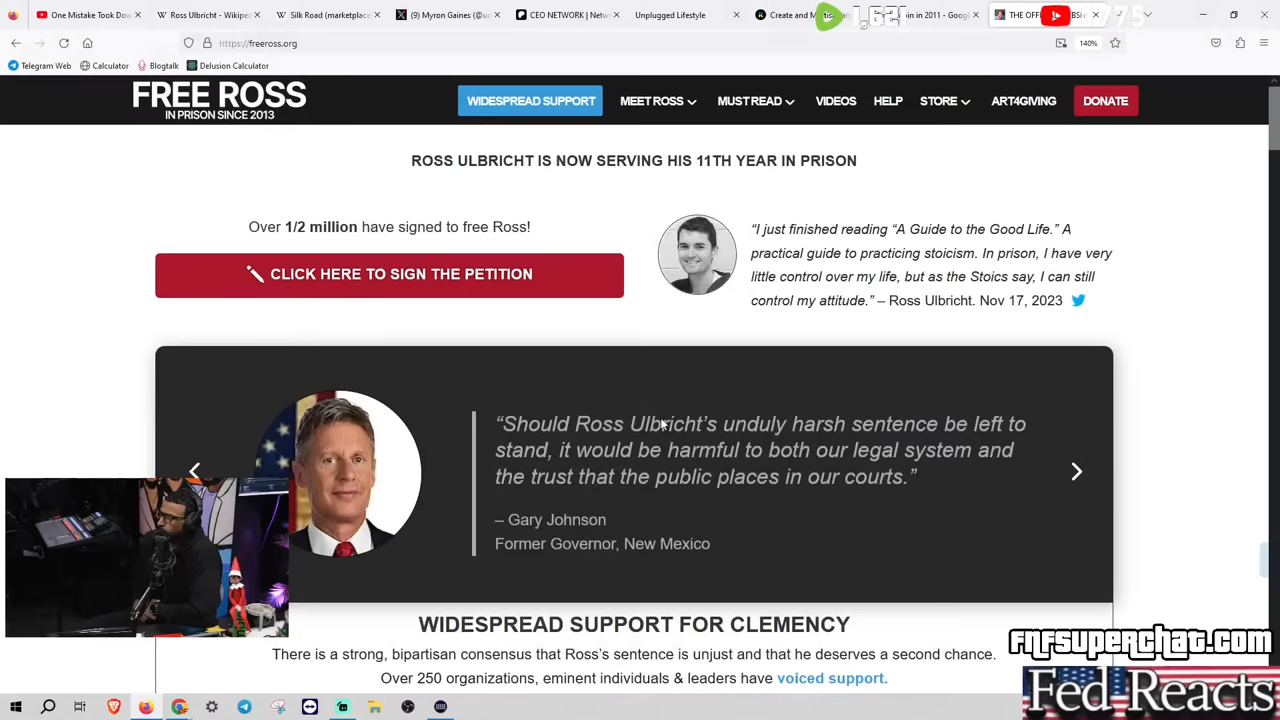 One Mistake Took Down
Ross Ulbricht - Wikipe
Silk Road (marketplac
(9) Myron Gaines (@u
CEO NETWORK | Netw
Unplugged Lifestyle
in in 2011 - Goog
https://freeross.org
140%
Telegram Web
Calculator
Blogtalk
Delusion Calculator
FREE ROSS
IN PRISON SINCE 2013
WIDESPREAD SUPPORT
MEET ROSS
MUST READ
VIDEOS
HELP
STORE
ART4GIVING
DONATE
ROSS ULBRICHT IS NOW SERVING HIS 11TH YEAR IN PRISON
Over 1/2 million have signed to free Ross!
CLICK HERE TO SIGN THE PETITION
“I just finished reading “A Guide to the Good Life.” A
practical guide to practicing stoicism. In prison, I have very
little control over my life, but as the Stoics say, I can still
control my attitude.” – Ross Ulbricht. Nov 17, 2023
“Should Ross Ulbricht’s unduly harsh sentence be left to
stand, it would be harmful to both our legal system and
the trust that the public places in our courts.”
– Gary Johnson
Former Governor, New Mexico
WIDESPREAD SUPPORT FOR CLEMENCY
There is a strong, bipartisan consensus that Ross’s sentence is unjust and that he deserves a second chance.
Over 250 organizations, eminent individuals & leaders have voiced support.
FNFSUPERCHAT.COM
Fed-Reacts